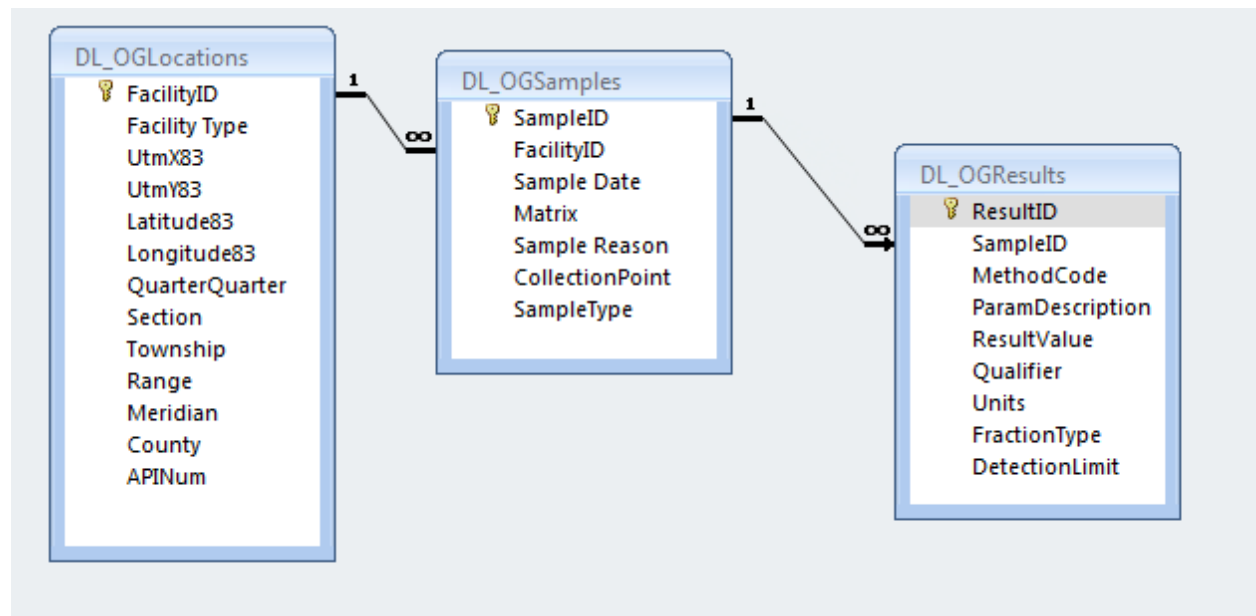 DL_OGLocations
FacilityID
Facility Type
UtmX83
UtmY83
Latitude83
Longitude83
QuarterQuarter
Section
Township
Range
Meridian
County
APINum
1
∞
DL_OGSamples
SampleID
FacilityID
Sample Date
Matrix
Sample Reason
CollectionPoint
SampleType
1
∞
DL_OGResults
ResultID
SampleID
MethodCode
ParamDescription
ResultValue
Qualifier
Units
FractionType
DetectionLimit